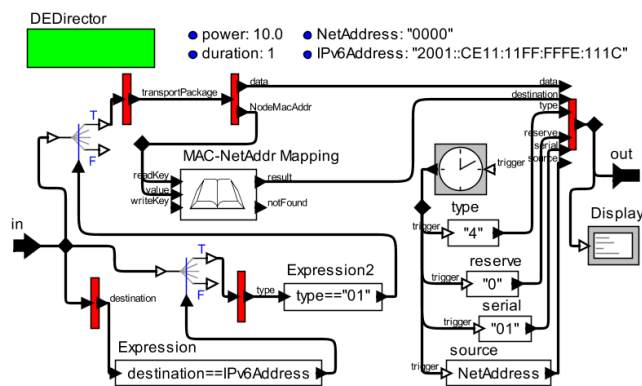 DEDirector
power: 10.0
NetAddress: "0000"
duration: 1
IPv6Address: "2001::CE11:11FF:FFFE:111C"
transportPackage
data
NodeMacAddr
data
destination
type
reserve
serial
source
T
F
MAC-NetAddr Mapping
readKey
value
writeKey
result
notFound
trigger
out
type
trigger
"4"
Display
in
T
F
type
Expression2
type=="01"
reserve
trigger
"0"
destination
serial
trigger
"01"
Expression
destination==IPv6Address
source
trigger
NetAddress